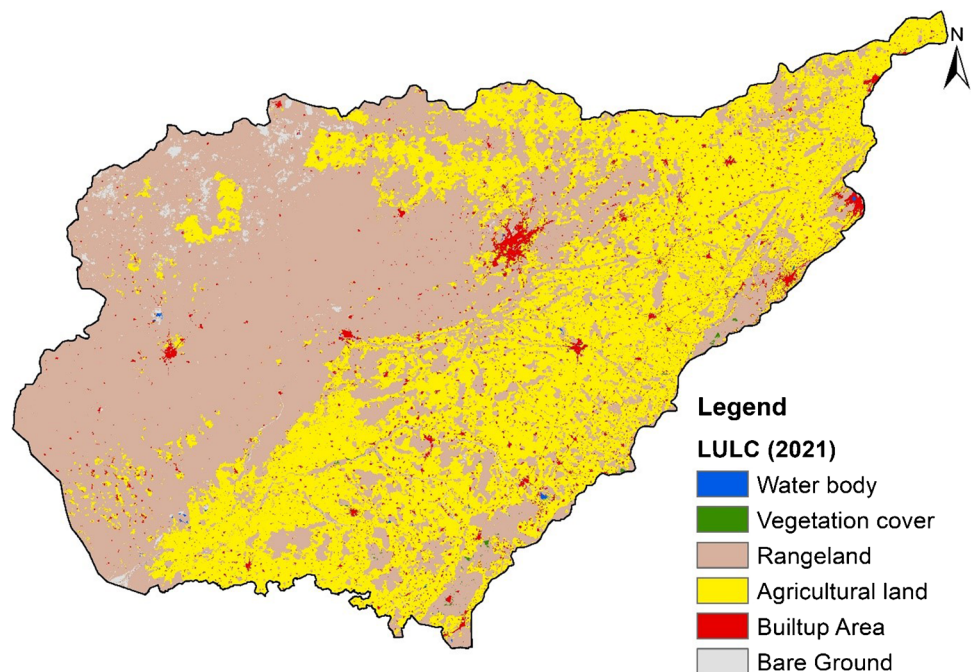 N
Legend
LULC (2021)
Water body
Vegetation cover
Rangeland
Agricultural land
Builtup Area
Bare Ground